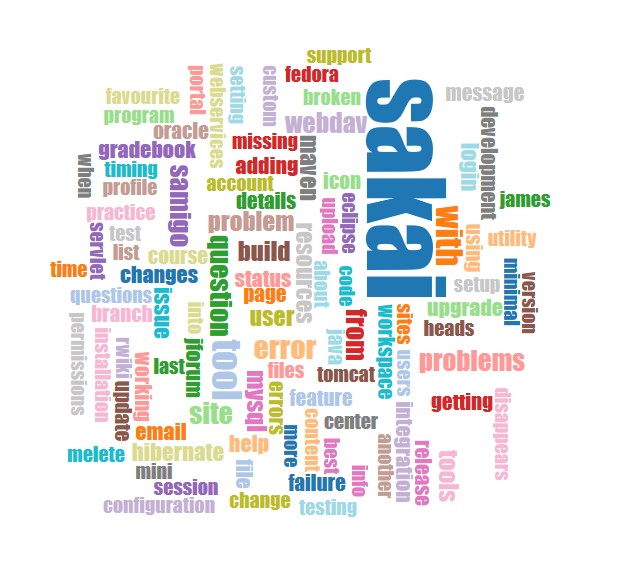 support
fedora
favourite
portal
webservices
setting
custom
broken
message
program
oracle
webdav
sakai
development
gradebook
missing
maven
login
when
timing
samigo
adding
profile
account
icon
eclipse
james
practice
details
upload
servlet
test
problem
with
using
utility
list
question
build
resources
time
course
changes
status
about
code
setup
minimal
version
questions
issue
page
branch
into
user
from
workspace
sites
upgrade
heads
permissions
installation
rwiki
working
jforum
tool
error
java
users
problems
last
mysql
files
tomcat
update
errors
feature
getting
disappears
site
content
center
integration
email
more
another
melete
hibernate
help
best
release
tools
mini
file
info
session
failure
configuration
change
testing